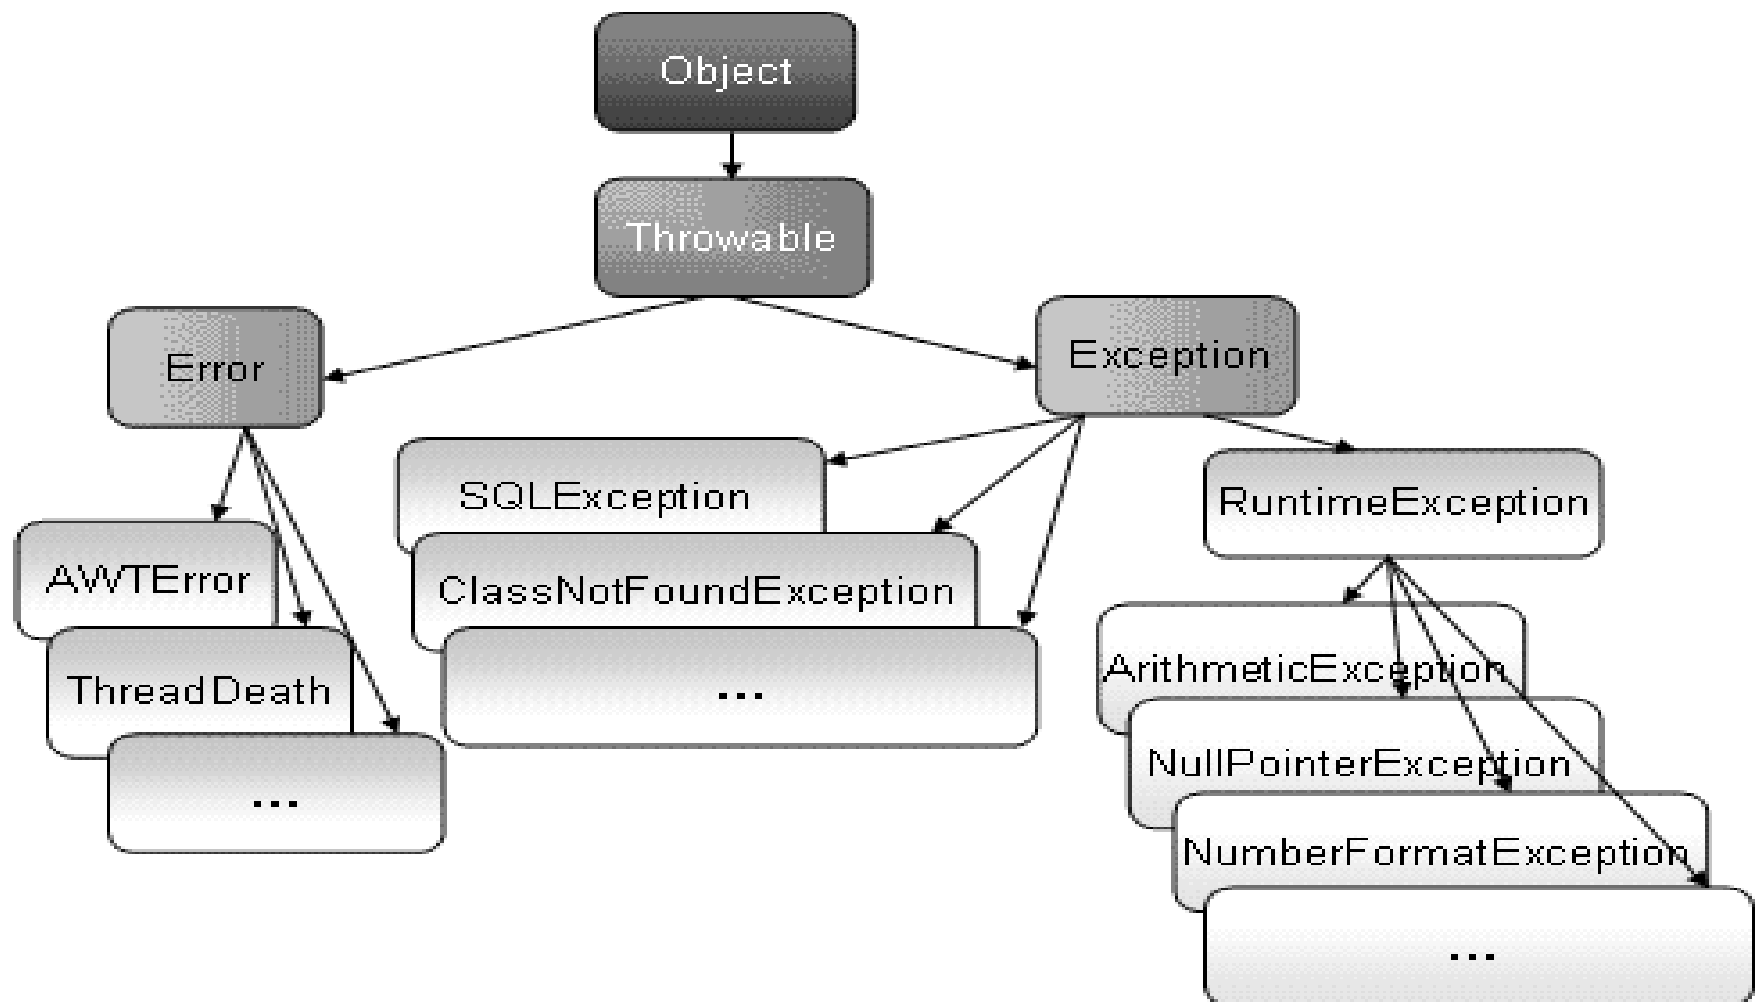 Object
Throwable
Error
Exception
SQLException
RuntimeException
AWTError
ClassNotFoundException
ThreadDeath
...
ArithmeticException
...
NullPointerException
NumberFormatException
...